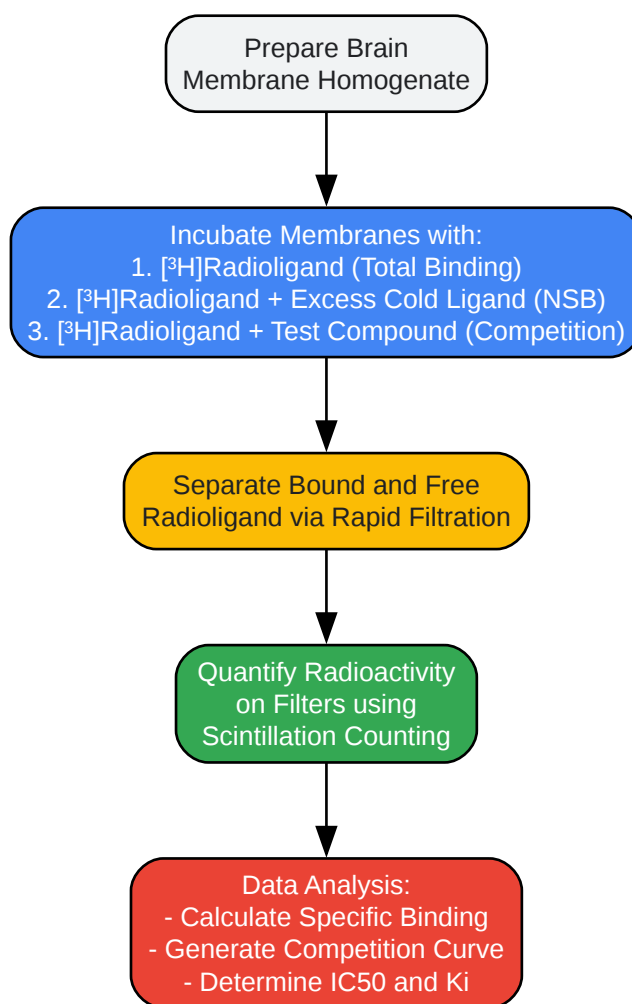 Prepare Brain
Membrane Homogenate
Incubate Membranes with:
1. [³H]Radioligand (Total Binding)
2. [³H]Radioligand + Excess Cold Ligand (NSB)
3. [³H]Radioligand + Test Compound (Competition)
Separate Bound and Free
Radioligand via Rapid Filtration
Quantify Radioactivity
on Filters using
Scintillation Counting
Data Analysis:
- Calculate Specific Binding
- Generate Competition Curve
- Determine IC50 and Ki